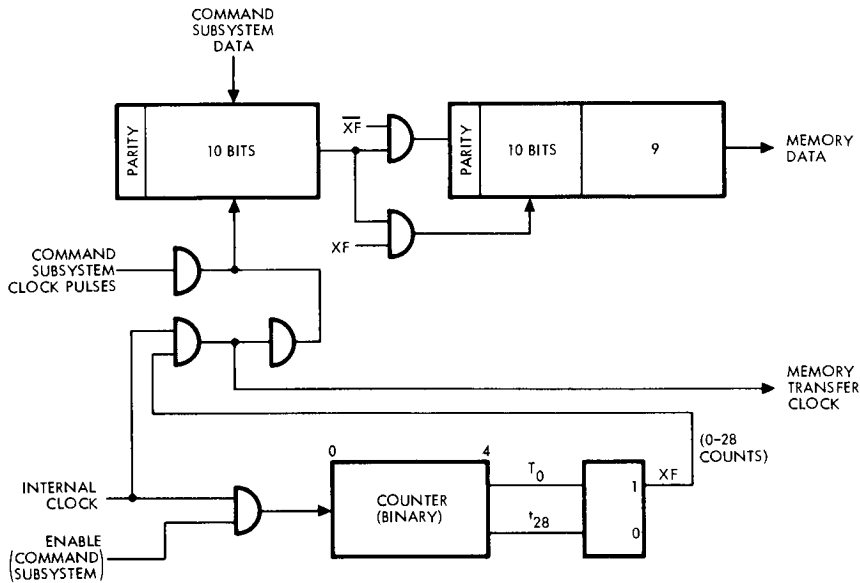 COMMAND
SUBSYSTEM
DATA
PARITY
10 BITS
XF
PARITY
10 BITS
9
MEMORY
DATA
XF
COMMAND
SUBSYSTEM
CLOCK PULSES
MEMORY
TRANSFER
CLOCK
(0-28
COUNTS)
0
4
T0
1
XF
INTERNAL
CLOCK
COUNTER
(BINARY)
t28
0
ENABLE
(COMMAND)
SUBSYSTEM